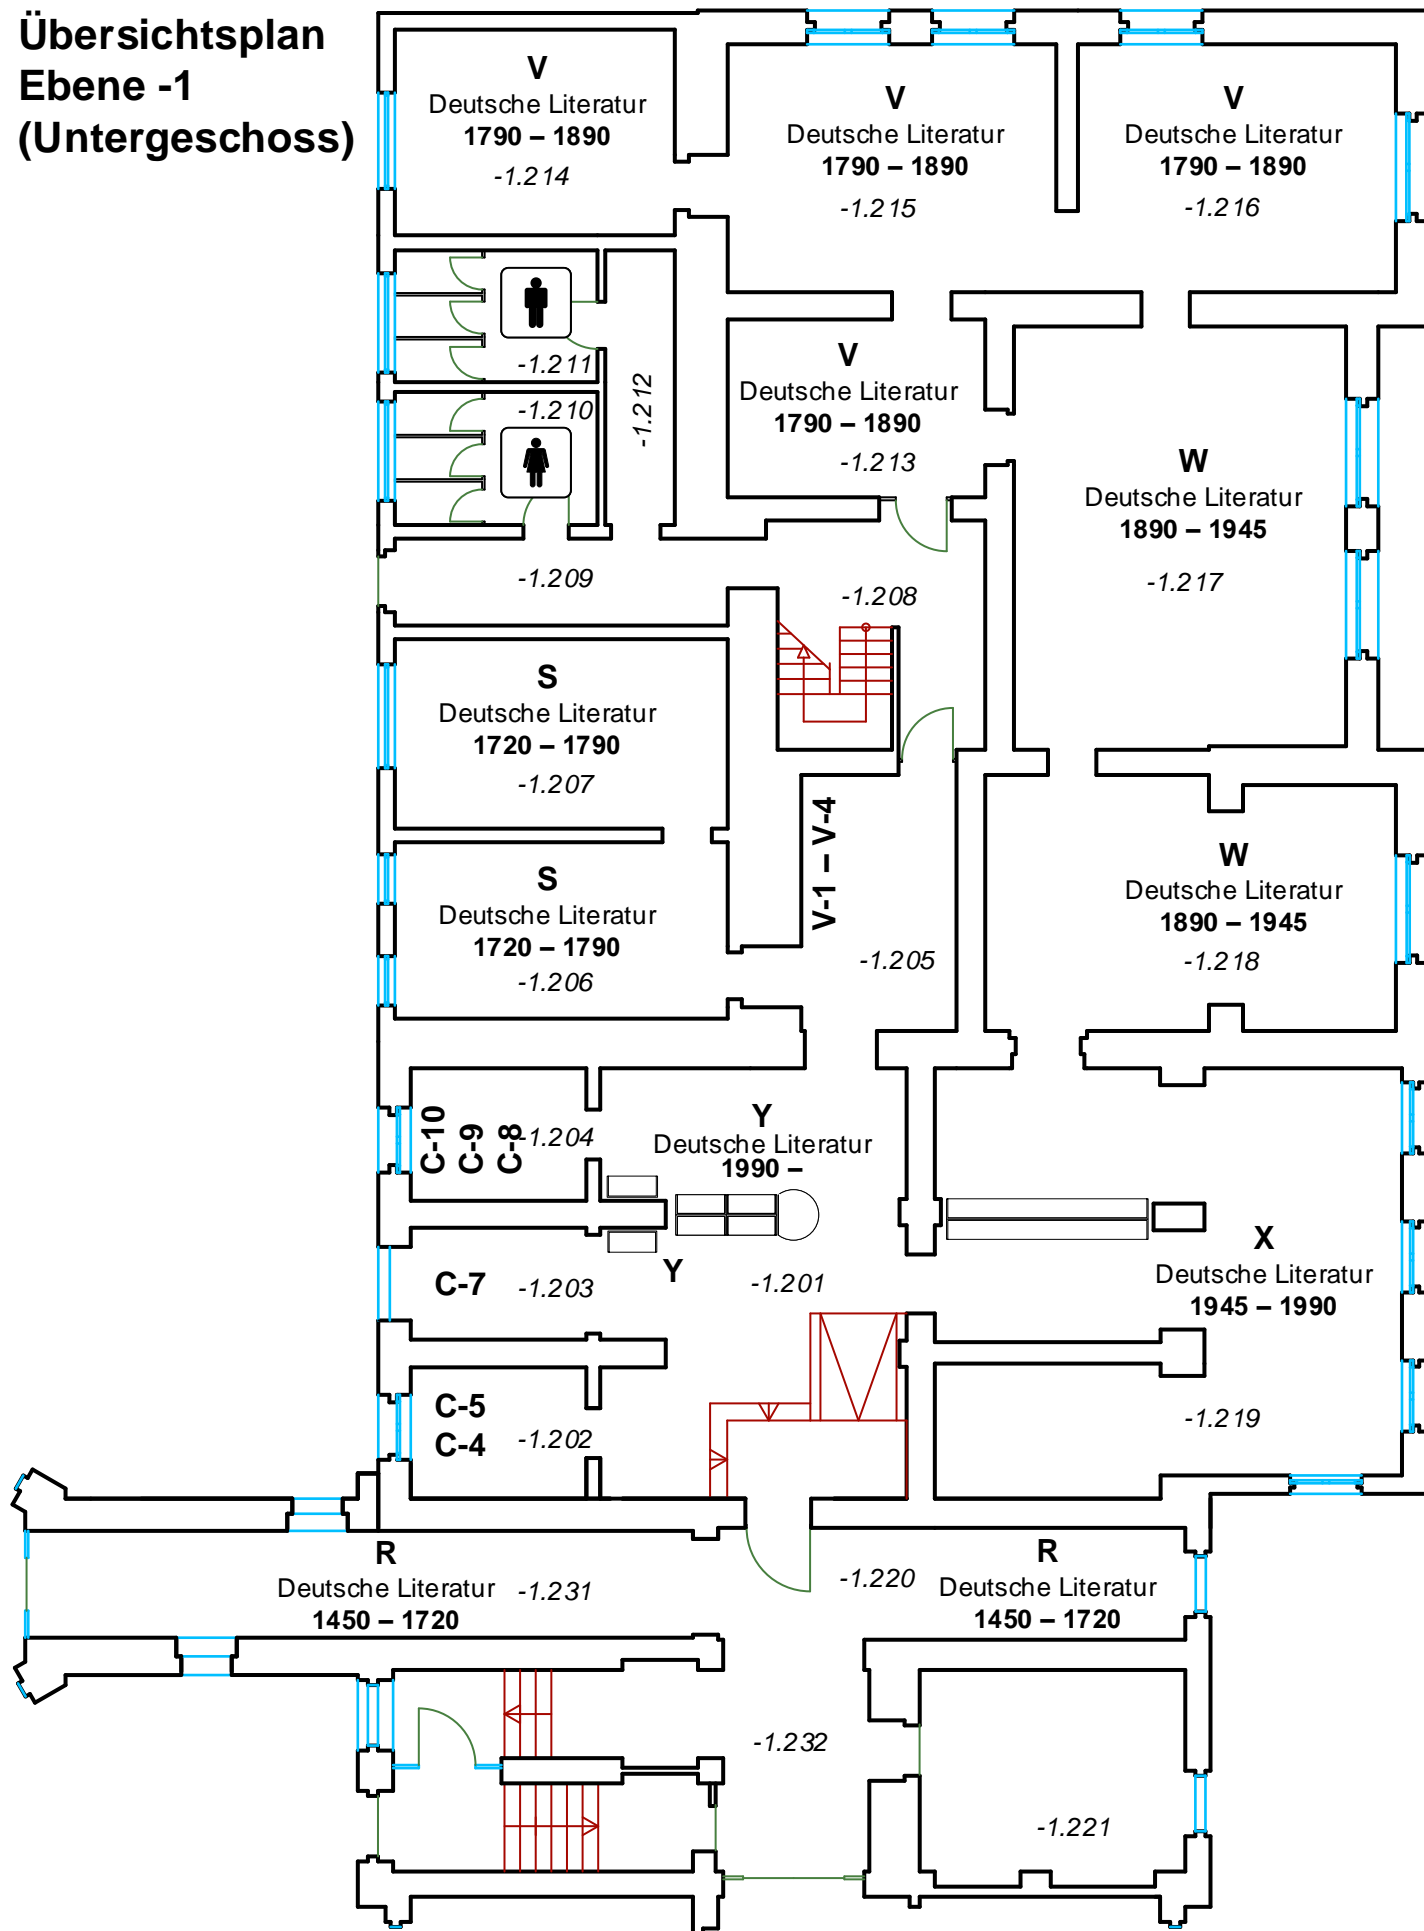 Übersichtsplan
Ebene -1
(Untergeschoss)
V
Deutsche Literatur
1790 – 1890
-1.214
V
Deutsche Literatur
1790 – 1890
-1.215
V
Deutsche Literatur
1790 – 1890
-1.216
-1.211
-1.210
-1.212
V
Deutsche Literatur
1790 – 1890
-1.213
W
Deutsche Literatur
1890 – 1945
-1.217
-1.209
-1.208
S
Deutsche Literatur
1720 – 1790
-1.207
V-1 – V-4
S
Deutsche Literatur
1720 – 1790
-1.206
-1.205
W
Deutsche Literatur
1890 – 1945
-1.218
C-10
C-9
C-8
-1.204
Y
Deutsche Literatur
1990 –
C-7
-1.203
Y
-1.201
X
Deutsche Literatur
1945 – 1990
C-5
C-4
-1.202
-1.219
R
Deutsche Literatur
1450 – 1720
-1.231
-1.220
R
Deutsche Literatur
1450 – 1720
-1.232
-1.221